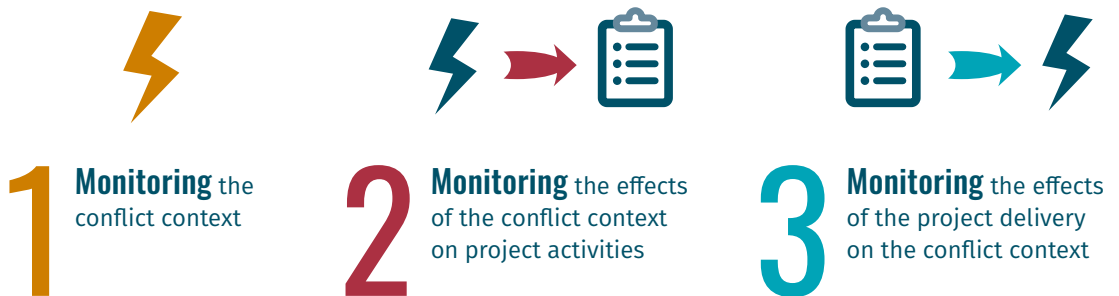 1
Monitoring the
conflict context
2
Monitoring the effects
of the conflict context
on project activities
3
Monitoring the effects
of the project delivery
on the conflict context